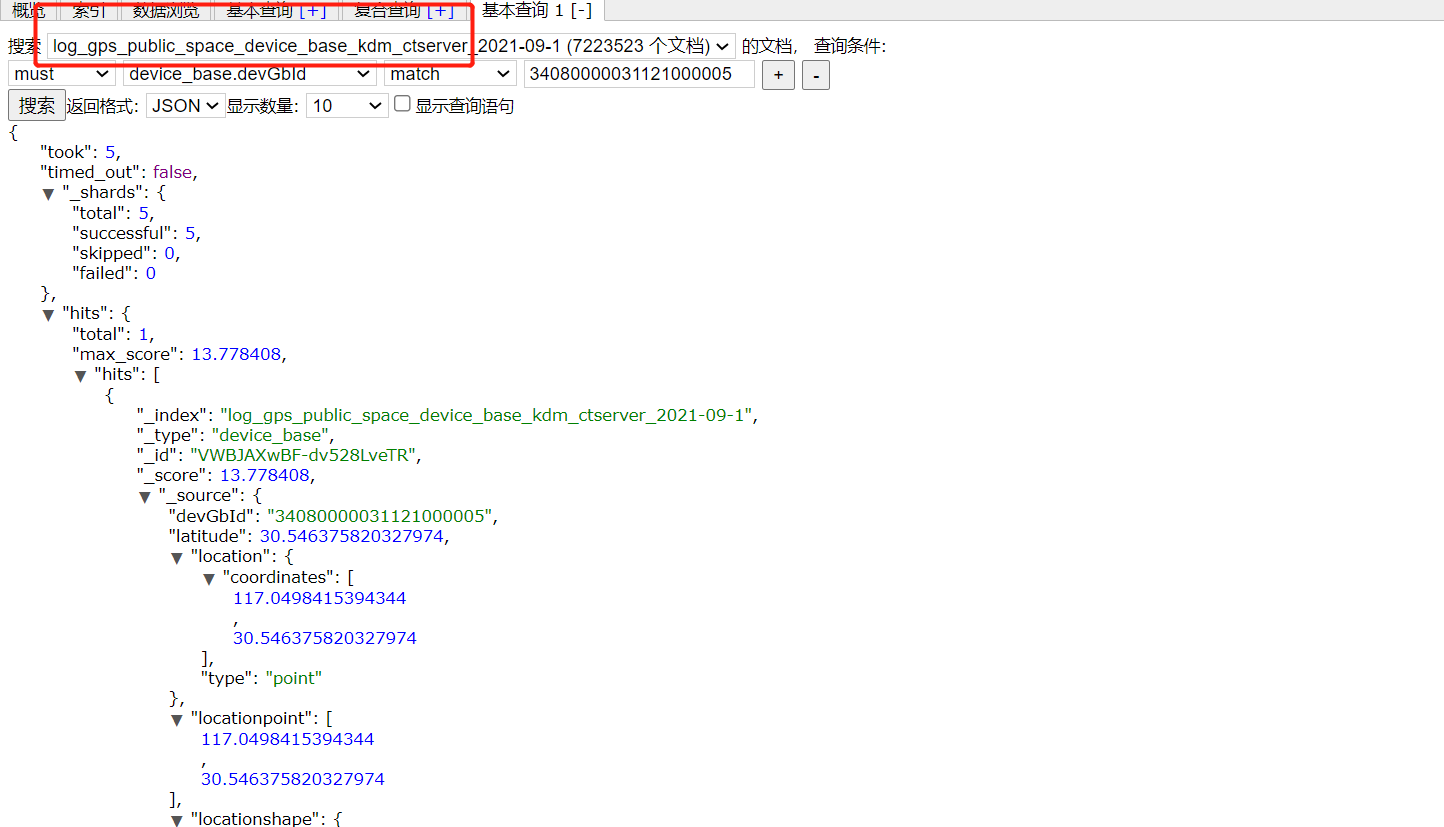 概览 索引 数据浏览 基本查询 [+] 复合查询 [+] 基本查询 1 [-]
搜索 log_gps_public_space_device_base_kdm_ctserver_2021-09-1 (7223523 个文档) 的文档, 查询条件:
must device_base.devGbId match 34080000031121000005 + -
搜索 返回格式: JSON 显示数量: 10 显示查询语句
{
"took": 5,
"timed_out": false,
▼ "_shards": {
"total": 5,
"successful": 5,
"skipped": 0,
"failed": 0
},
▼ "hits": {
"total": 1,
"max_score": 13.778408,
▼ "hits": [
{
"_index": "log_gps_public_space_device_base_kdm_ctserver_2021-09-1",
"_type": "device_base",
"_id": "VWBJAXwBF-dv528LveTR",
"_score": 13.778408,
▼ "_source": {
"devGbId": "34080000031121000005",
"latitude": 30.546375820327974,
▼ "location": {
▼ "coordinates": [
117.0498415394344
,
30.546375820327974
],
"type": "point"
},
▼ "locationpoint": [
117.0498415394344
,
30.546375820327974
],
▼ "locationshape": {